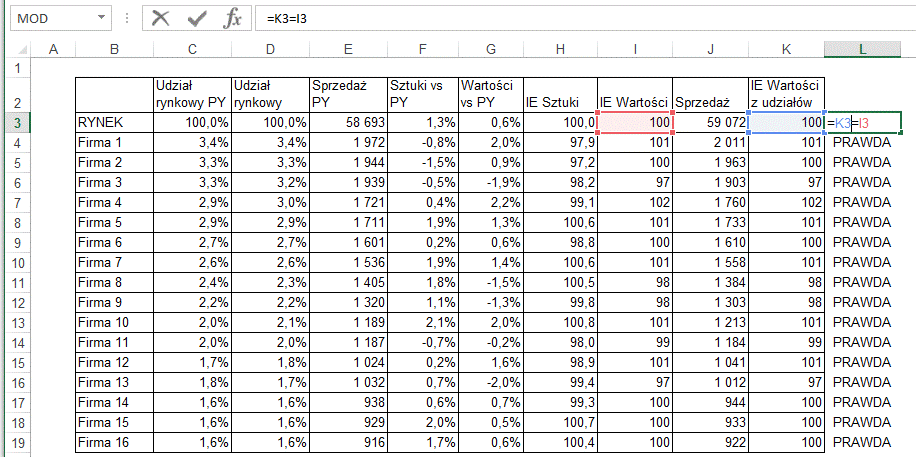 MOD =K3=I3
A B C D E F G H I J K L
1
Udział Udział Sprzedaż Sztuki vs Wartości IE Wartości
2 rynkowy PY rynkowy PY PY vs PY IE Sztuki IE Wartości Sprzedaż z udziałów
3 RYNEK 100,0% 100,0% 58 693 1,3% 0,6% 100,0 100 59 072 100 =K3=I3
4 Firma 1 3,4% 3,4% 1 972 -0,8% 2,0% 97,9 101 2 011 101 PRAWDA
5 Firma 2 3,3% 3,3% 1 944 -1,5% 0,9% 97,2 100 1 963 100 PRAWDA
6 Firma 3 3,3% 3,2% 1 939 -0,5% -1,9% 98,2 97 1 903 97 PRAWDA
7 Firma 4 2,9% 3,0% 1 721 0,4% 2,2% 99,1 102 1 760 102 PRAWDA
8 Firma 5 2,9% 2,9% 1 711 1,9% 1,3% 100,6 101 1 733 101 PRAWDA
9 Firma 6 2,7% 2,7% 1 601 0,2% 0,6% 98,8 100 1 610 100 PRAWDA
10 Firma 7 2,6% 2,6% 1 536 1,9% 1,4% 100,6 101 1 558 101 PRAWDA
11 Firma 8 2,4% 2,3% 1 405 1,8% -1,5% 100,5 98 1 384 98 PRAWDA
12 Firma 9 2,2% 2,2% 1 320 1,1% -1,3% 99,8 98 1 303 98 PRAWDA
13 Firma 10 2,0% 2,1% 1 189 2,1% 2,0% 100,8 101 1 213 101 PRAWDA
14 Firma 11 2,0% 2,0% 1 187 -0,7% -0,2% 98,0 99 1 184 99 PRAWDA
15 Firma 12 1,7% 1,8% 1 024 0,2% 1,6% 98,9 101 1 041 101 PRAWDA
16 Firma 13 1,8% 1,7% 1 032 0,7% -2,0% 99,4 97 1 012 97 PRAWDA
17 Firma 14 1,6% 1,6% 938 0,6% 0,7% 99,3 100 944 100 PRAWDA
18 Firma 15 1,6% 1,6% 929 2,0% 0,5% 100,7 100 933 100 PRAWDA
19 Firma 16 1,6% 1,6% 916 1,7% 0,6% 100,4 100 922 100 PRAWDA